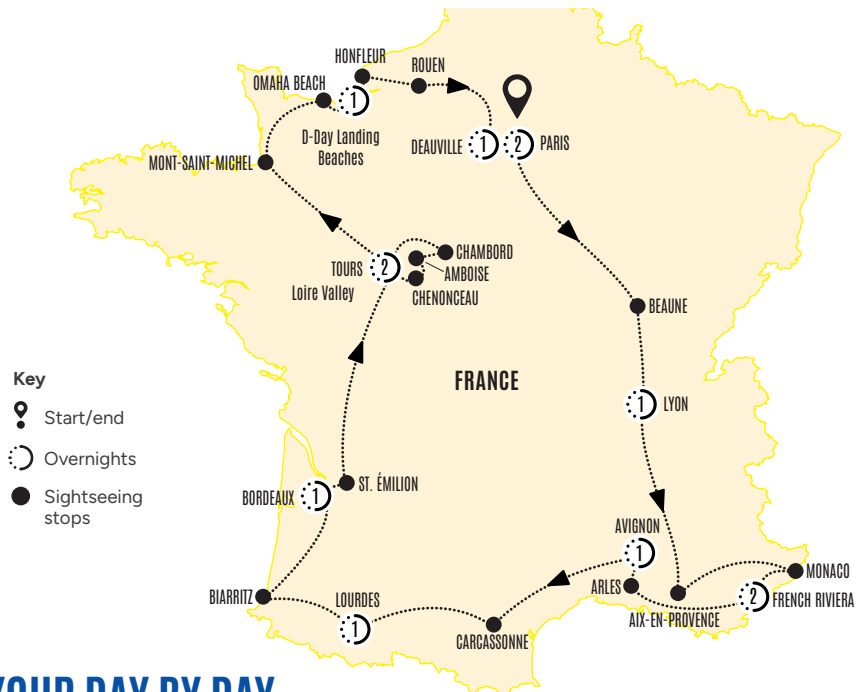 HONFLEUR
ROUEN
OMAHA BEACH
1
D-Day Landing
Beaches
DEAUVILLE
1
2
PARIS
MONT-SAINT-MICHEL
CHAMBORD
TOURS
2
AMBOISE
Loire Valley
CHENONCEAU
BEAUNE
Key
Start/end
Overnights
Sightseeing
stops
FRANCE
1
LYON
ST. ÉMILION
BORDEAUX
1
AVIGNON
1
MONACO
ARLES
2
FRENCH RIVIERA
AIX-EN-PROVENCE
BIARRITZ
LOURDES
1
CARCASSONNE
YOUR DAY BY DAY